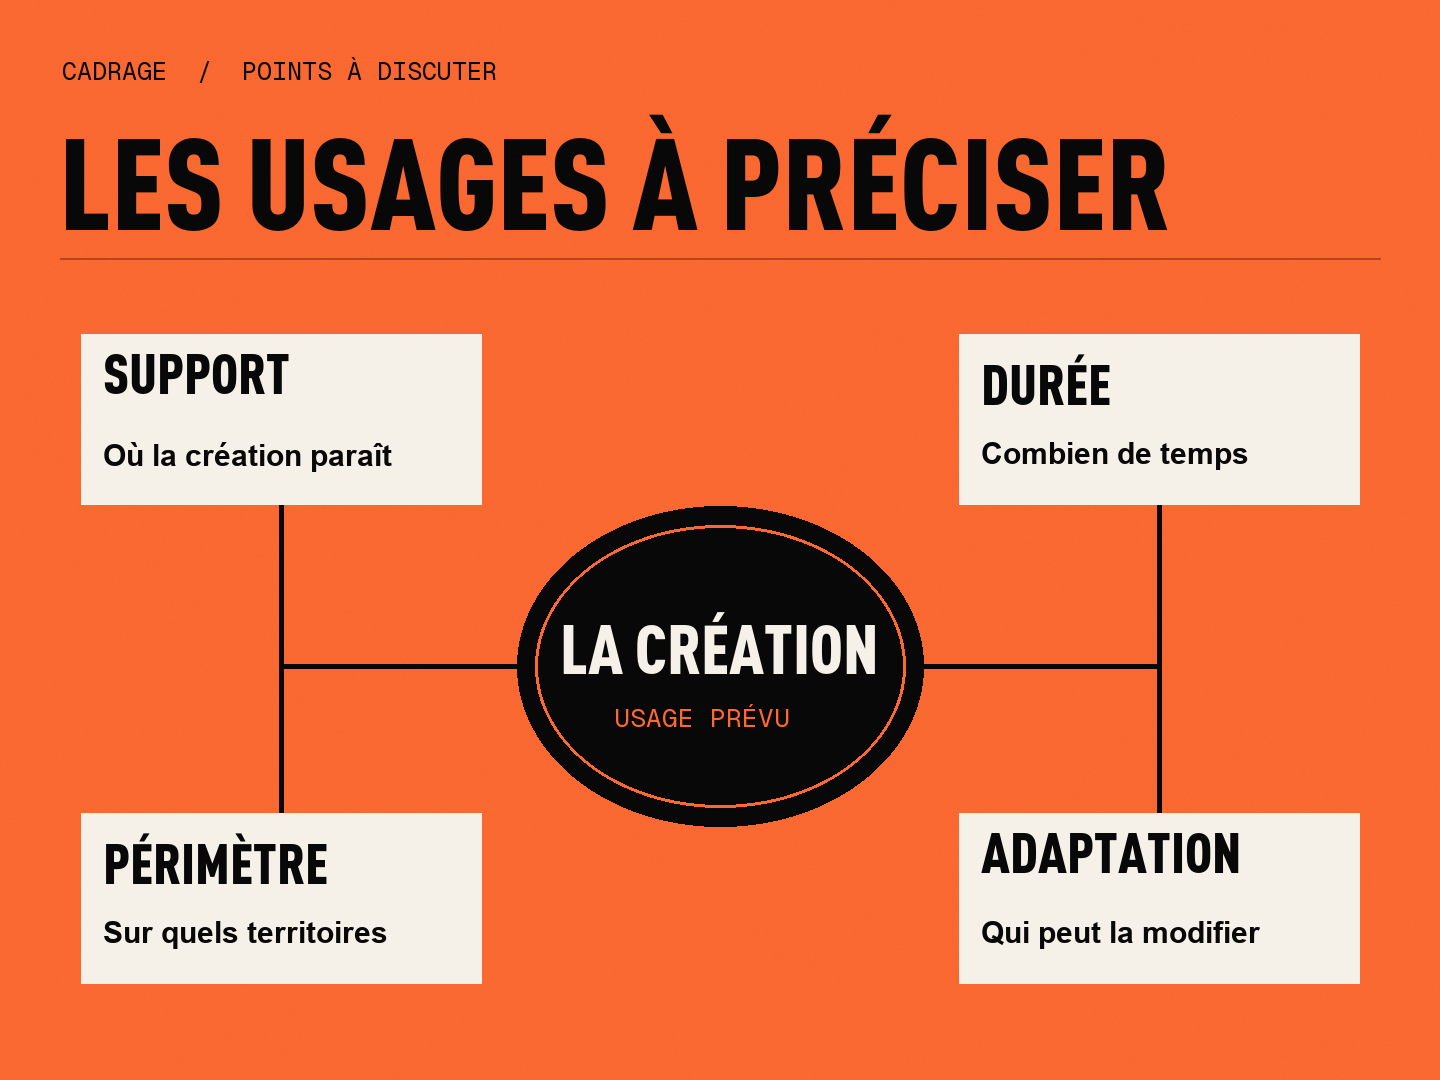 CADRAGE / POINTS À DISCUTER
LES USAGES À PRÉCISER
SUPPORT
Où la création paraît
DURÉE
Combien de temps
LA CRÉATION
USAGE PRÉVU
PÉRIMÈTRE
Sur quels territoires
ADAPTATION
Qui peut la modifier